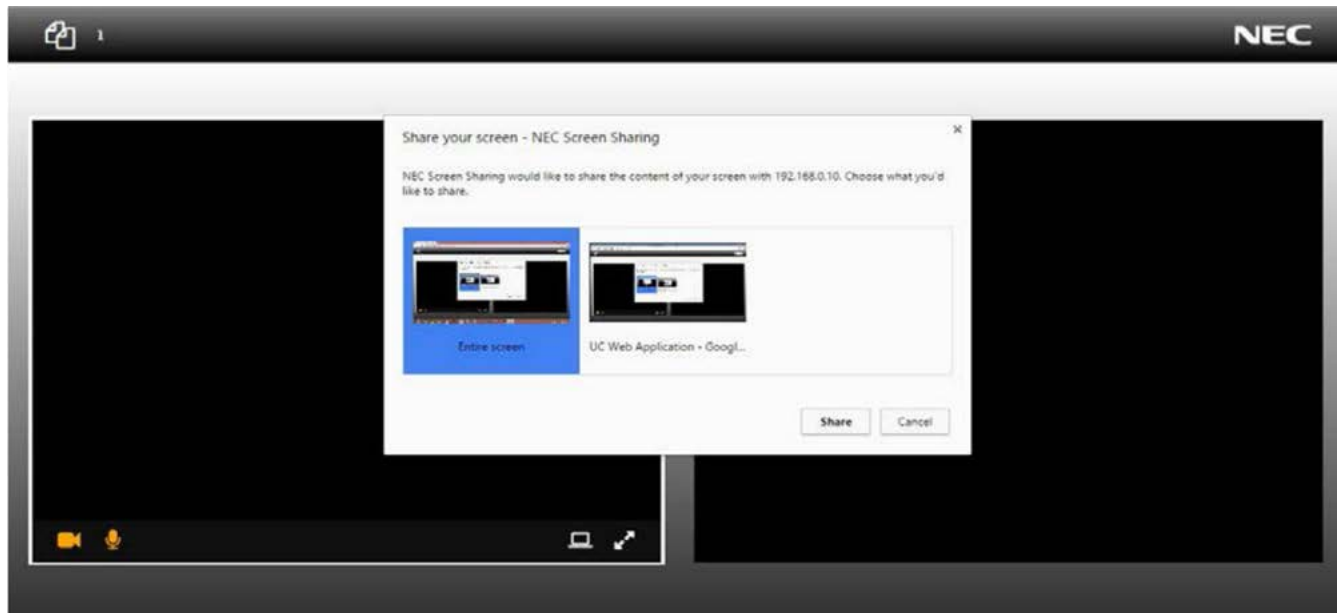 1
NEC
Share your screen - NEC Screen Sharing
×
NEC Screen Sharing would like to share the content of your screen with 192.168.0.10. Choose what you'd
like to share.
Entire screen
UC Web Application - Googl...
Share
Cancel